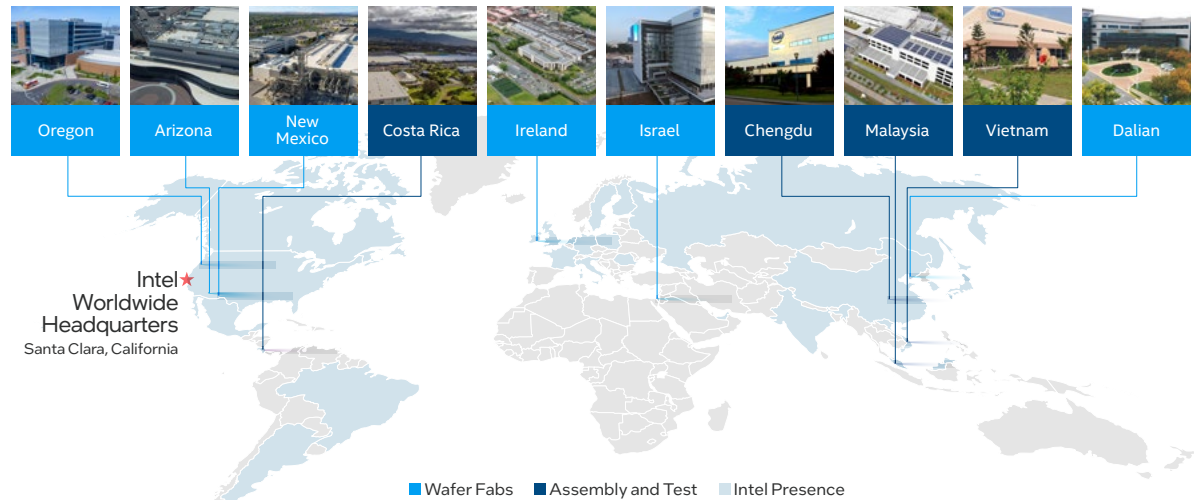 Oregon
Arizona
New
Mexico
Costa Rica
Ireland
Israel
Chengdu
Malaysia
Vietnam
Dalian
Intel
Worldwide
Headquarters
Santa Clara, California
Wafer Fabs
Assembly and Test
Intel Presence